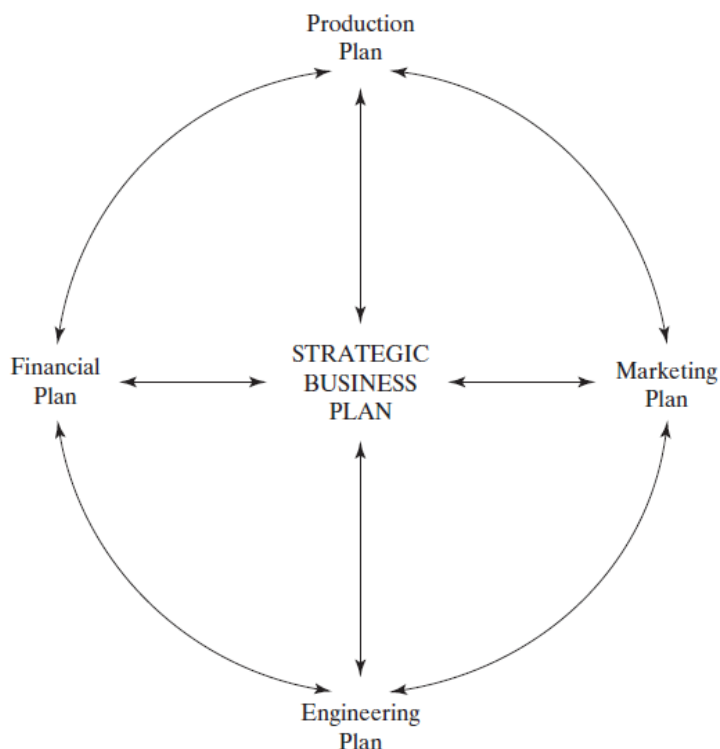 Production
Plan
Financial
Plan
STRATEGIC
BUSINESS
PLAN
Marketing
Plan
Engineering
Plan